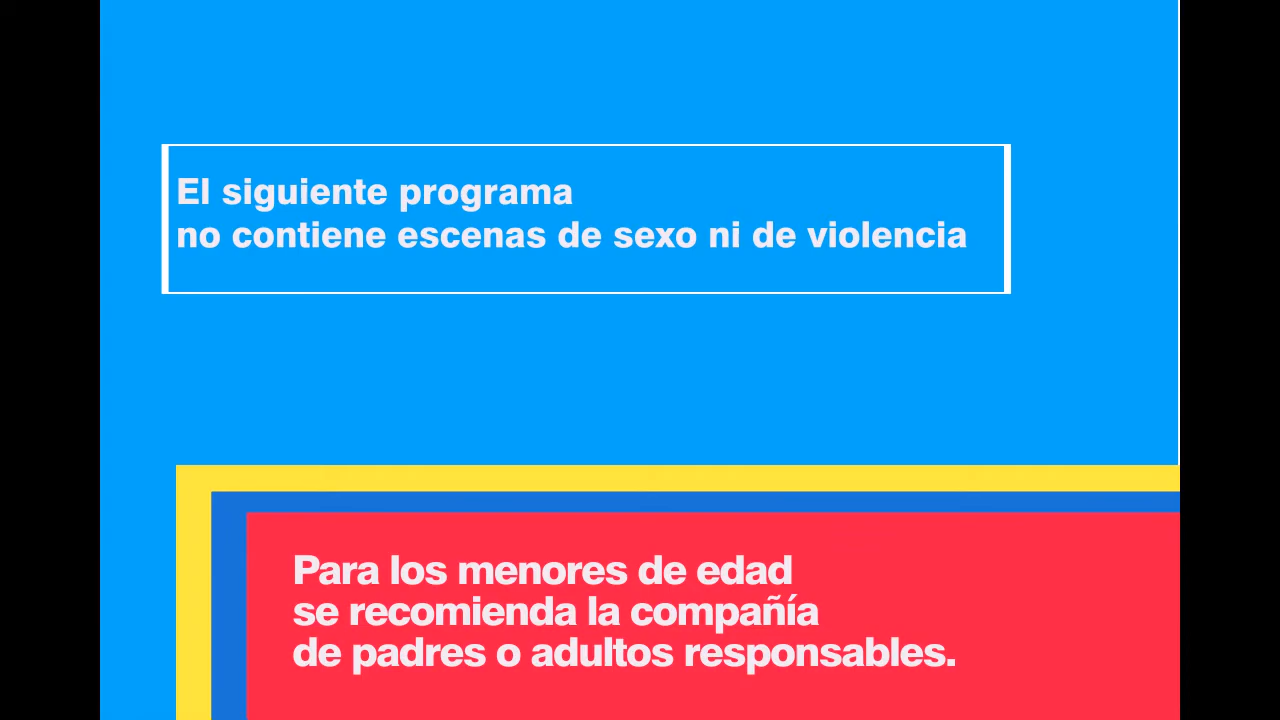 El siguiente programa
no contiene escenas de sexo ni de violencia
Para los menores de edad
se recomienda la compañía
de padres o adultos responsables.